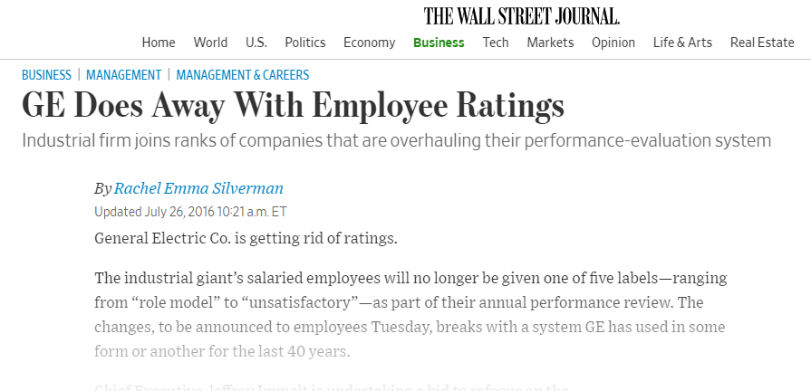 THE WALL STREET JOURNAL.
Home World U.S. Politics Economy Business Tech Markets Opinion Life & Arts Real Estate
BUSINESS | MANAGEMENT | MANAGEMENT & CAREERS
GE Does Away With Employee Ratings
Industrial firm joins ranks of companies that are overhauling their performance-evaluation system
By Rachel Emma Silverman
Updated July 26, 2016 10:21 a.m. ET
General Electric Co. is getting rid of ratings.
The industrial giant’s salaried employees will no longer be given one of five labels—ranging
from “role model” to “unsatisfactory”—as part of their annual performance review. The
changes, to be announced to employees Tuesday, breaks with a system GE has used in some
form or another for the last 40 years.
Chief Executive Jeffrey Immelt is undertaking a bid to refocus on the